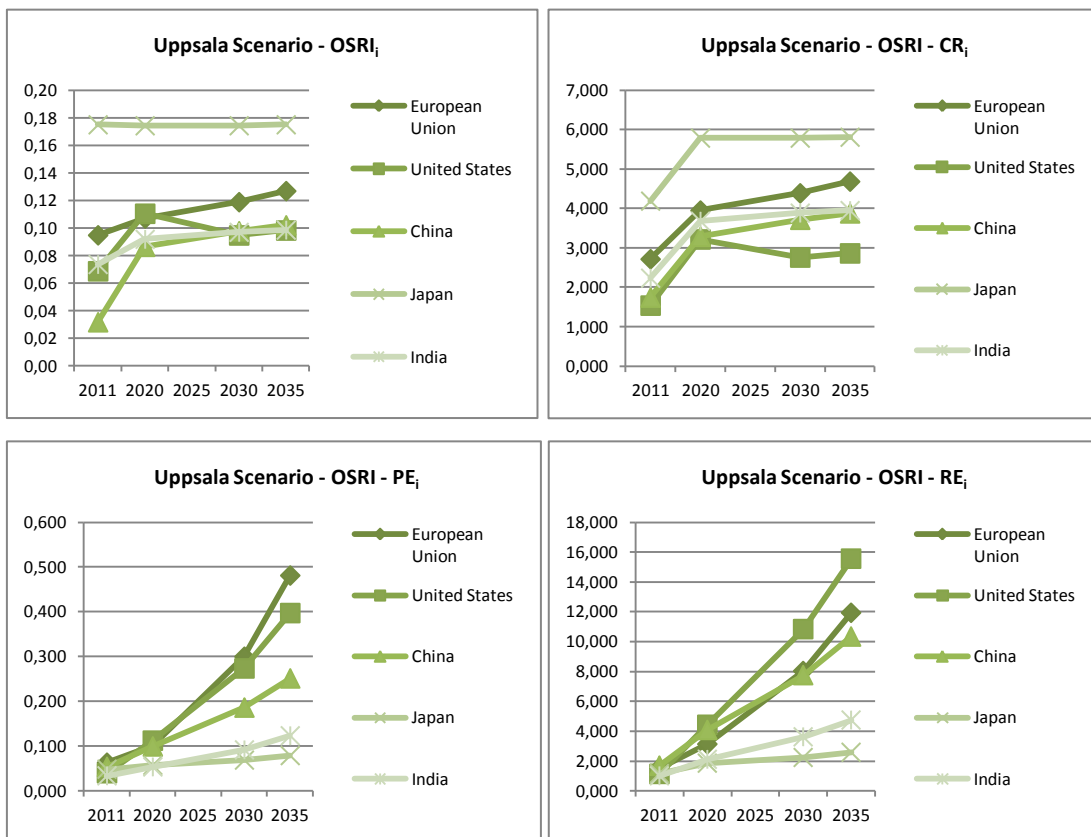 Uppsala Scenario - OSRIi
0,20
0,18
0,16
0,14
0,12
0,10
0,08
0,06
0,04
0,02
0,00
2011 2020 2025 2030 2035
European
Union
United States
China
Japan
India
Uppsala Scenario - OSRI - CRi
7,000
6,000
5,000
4,000
3,000
2,000
1,000
0,000
2011 2020 2025 2030 2035
European
Union
United States
China
Japan
India
Uppsala Scenario - OSRI - PEi
0,600
0,500
0,400
0,300
0,200
0,100
0,000
2011 2020 2025 2030 2035
European
Union
United States
China
Japan
India
Uppsala Scenario - OSRI - REi
18,000
16,000
14,000
12,000
10,000
8,000
6,000
4,000
2,000
0,000
2011 2020 2025 2030 2035
European
Union
United States
China
Japan
India